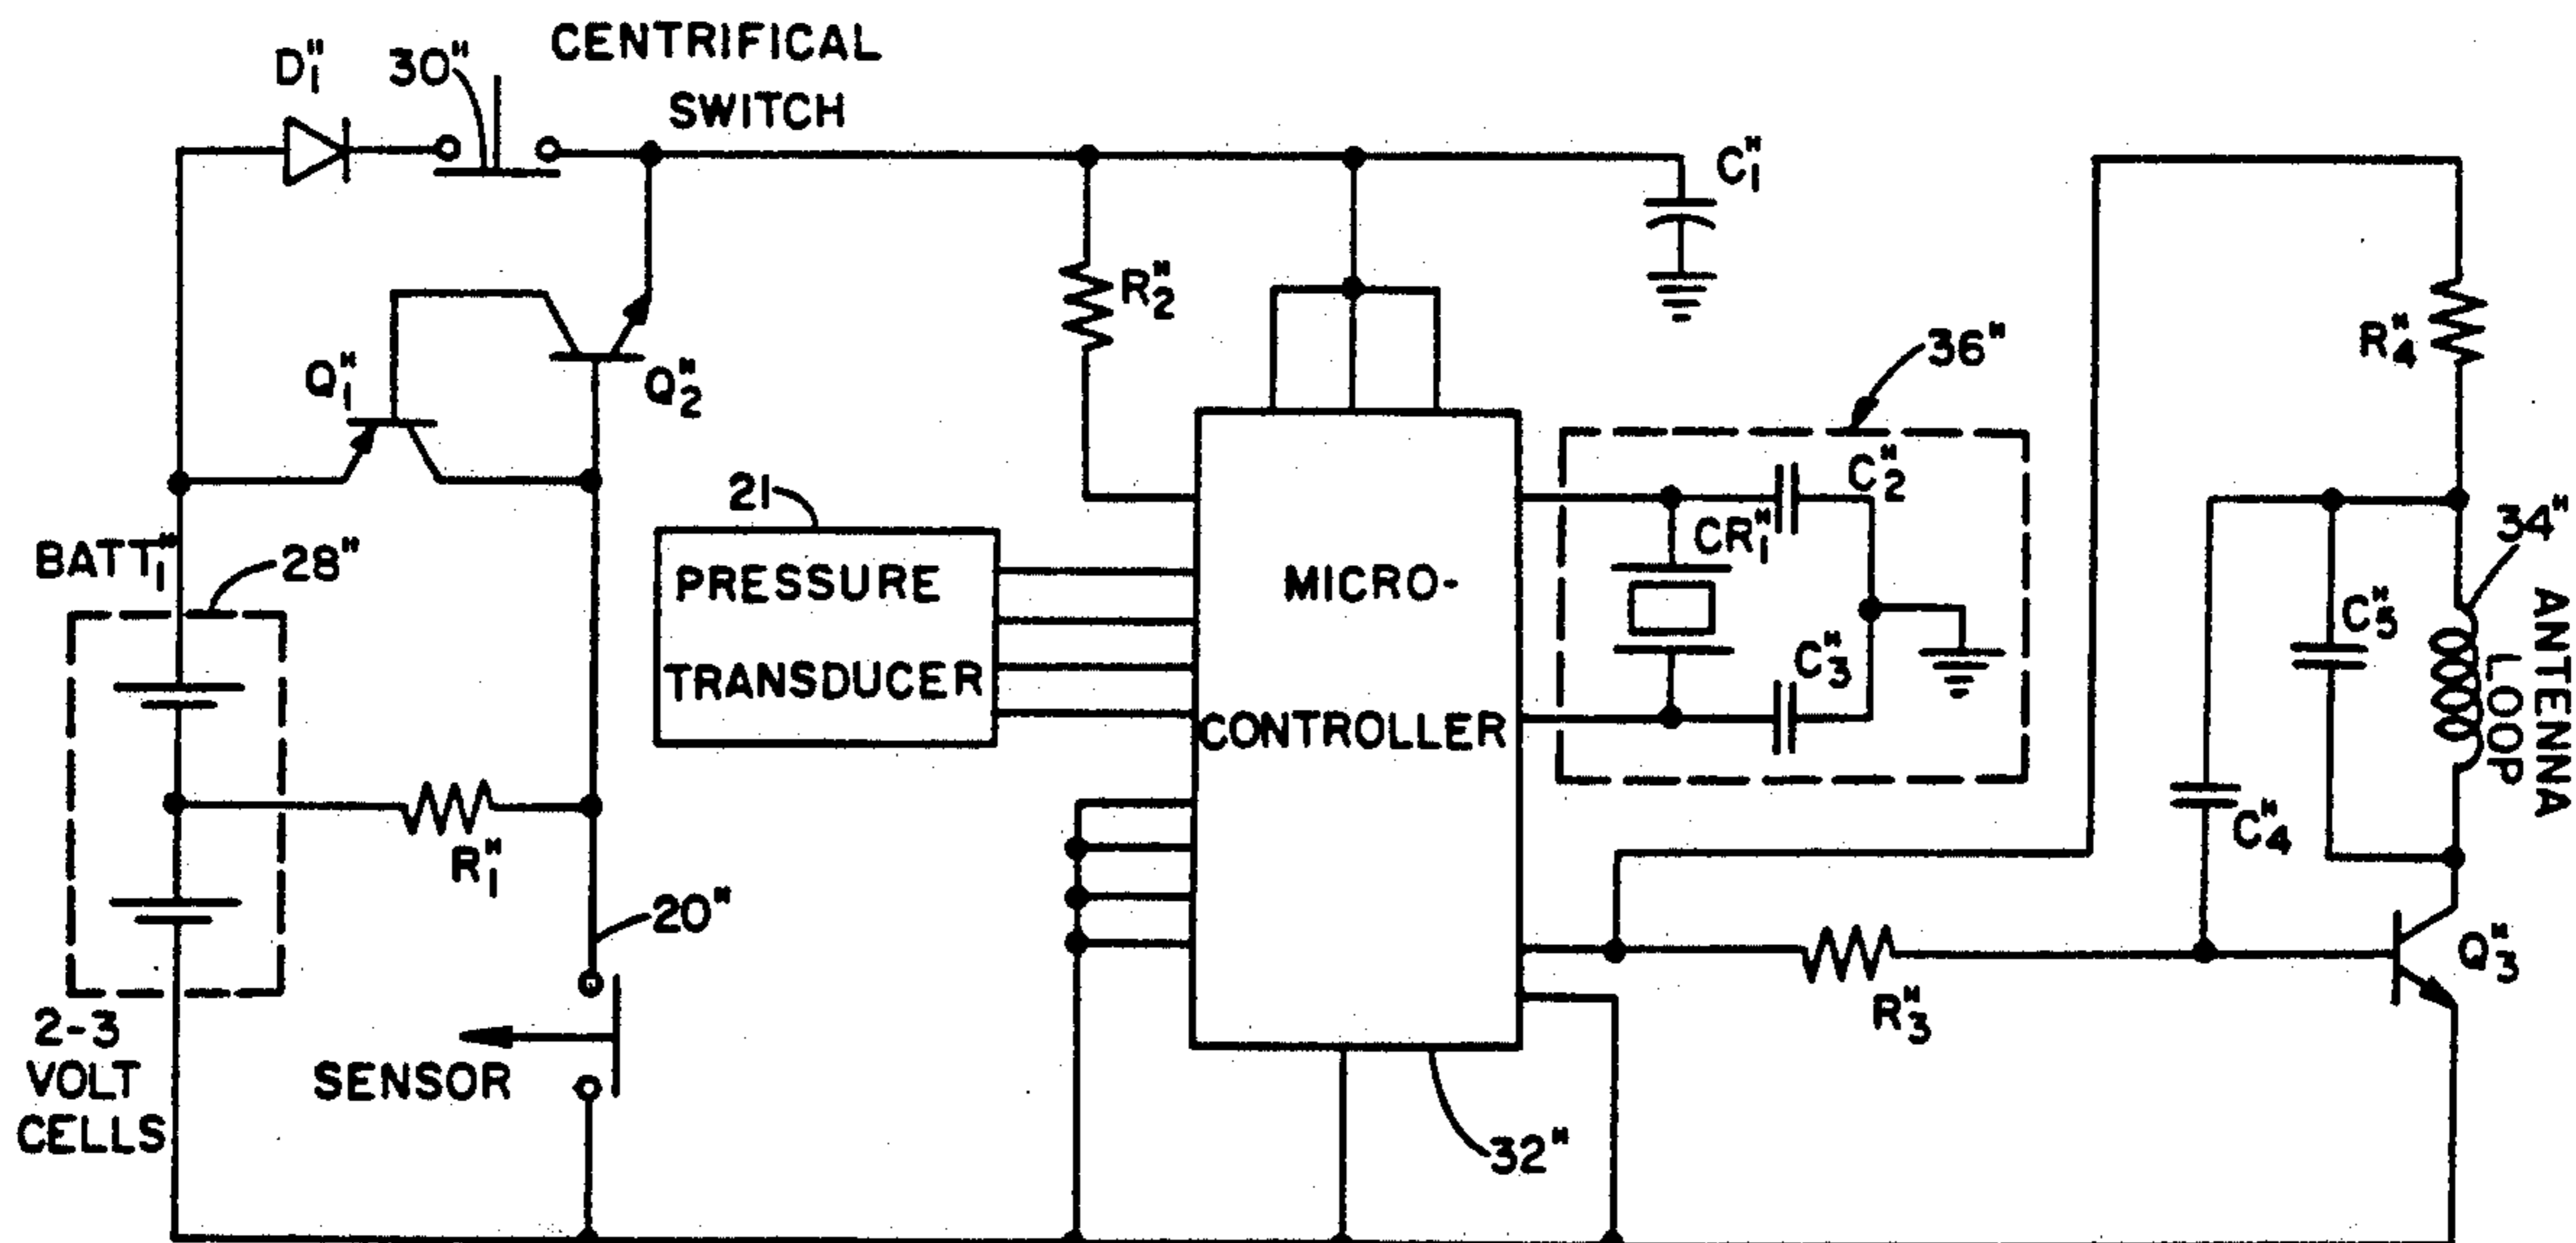 CENTRIFICAL
SWITCH
D1"
30"
C1"
R2"
R4"
36"
Q1"
Q2"
C2"
21
34"
BATT1"
28"
PRESSURE
TRANSDUCER
MICRO-
CONTROLLER
CR1"
C3"
C5"
ANTENNA
LOOP
C4"
R1"
20"
Q3"
R3"
2-3
VOLT
CELLS
SENSOR
32"